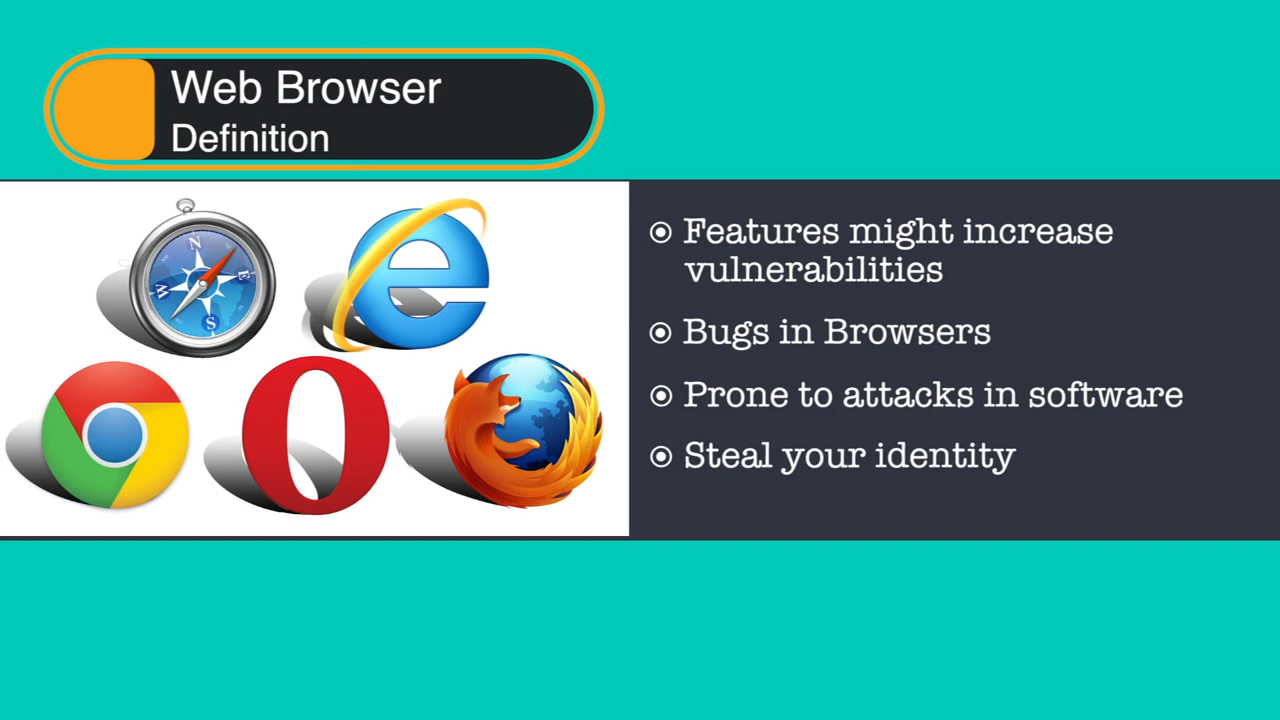 Web Browser
Definition
Features might increase
vulnerabilities
Bugs in Browsers
Prone to attacks in software
Steal your identity
N
E
S
W